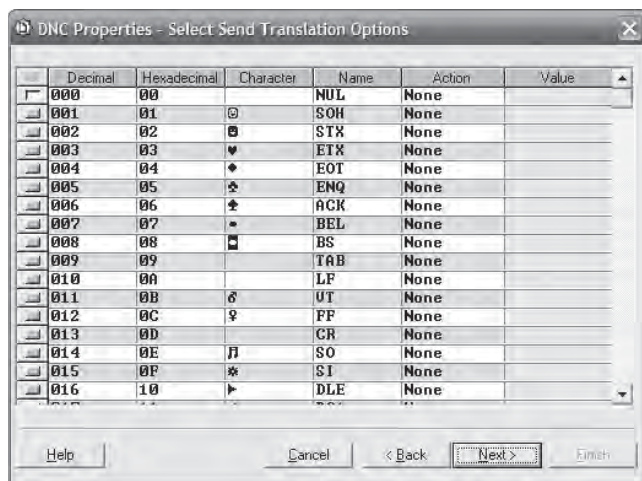 DNC Properties - Select Send Translation Options
Decimal Hexadecimal Character Name Action Value
000 00 NUL None
001 01 ☺ SOH None
002 02 ☻ STX None
003 03 ♥ ETX None
004 04 ♦ EOT None
005 05 ♣ ENQ None
006 06 ♠ ACK None
007 07 • BEL None
008 08 ◘ BS None
009 09 TAB None
010 0A LF None
011 0B ♂ VT None
012 0C ♀ FF None
013 0D CR None
014 0E ♫ SO None
015 0F ☼ SI None
016 10 ► DLE None
Help Cancel < Back Next > Finish